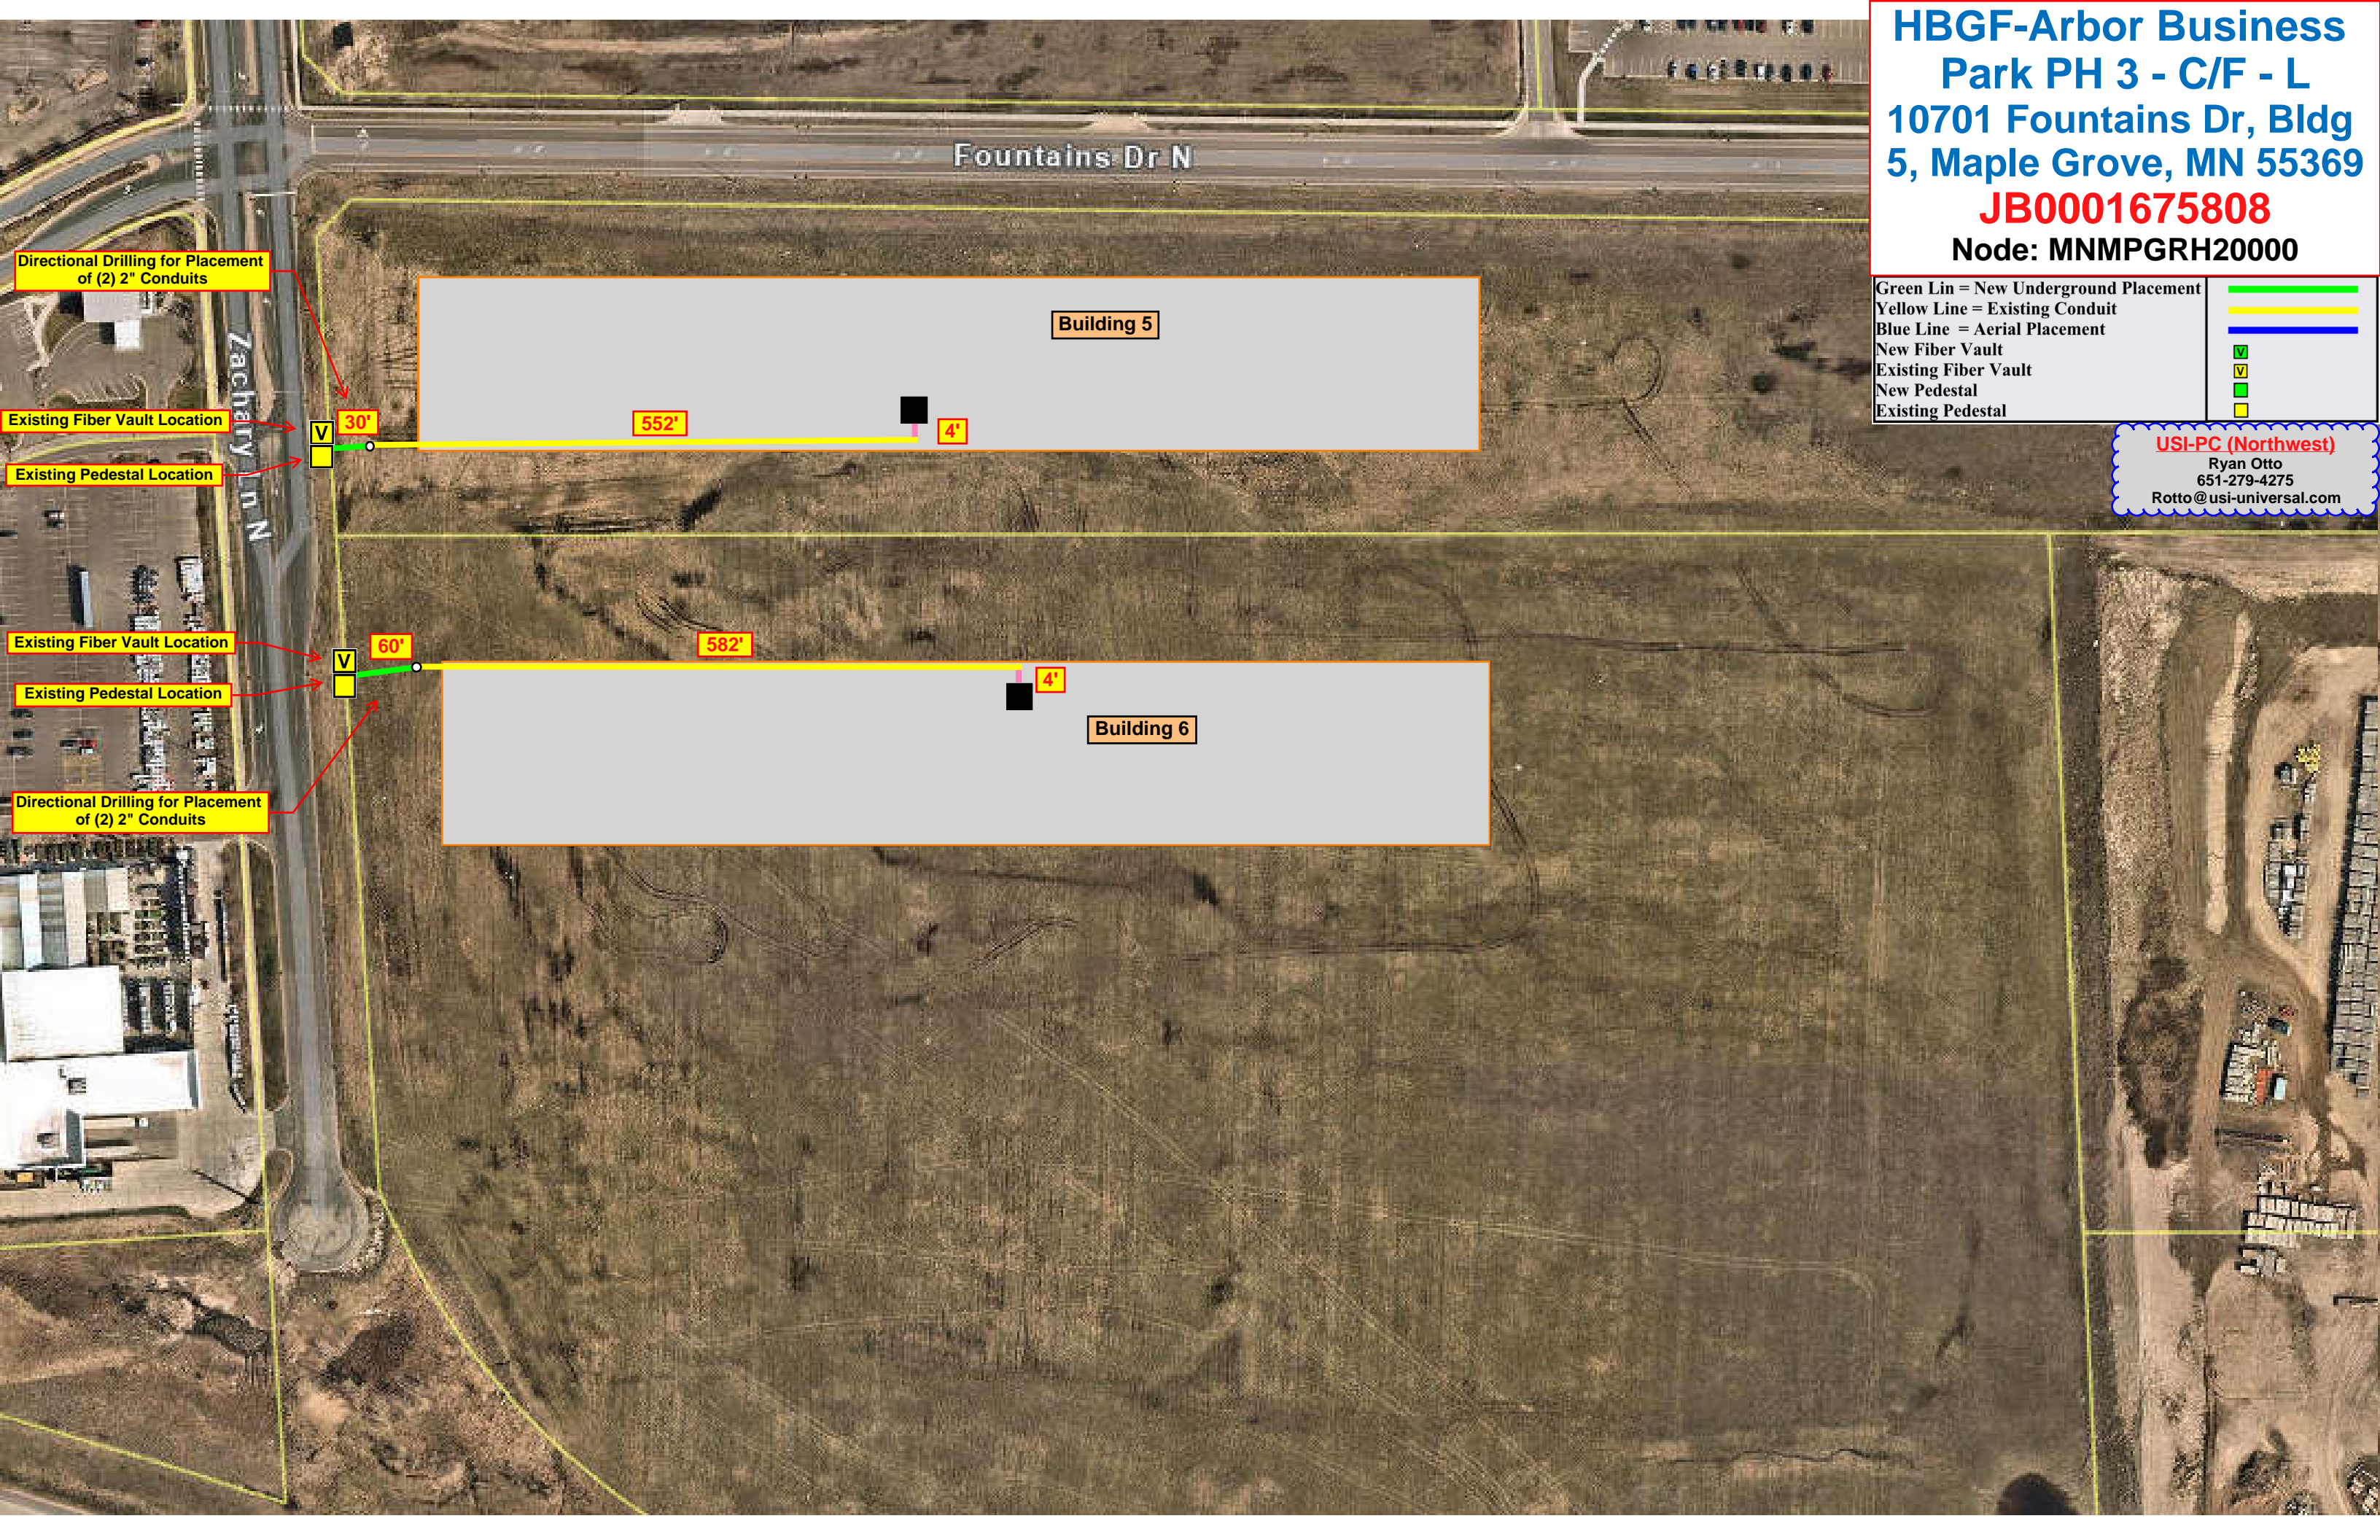 HBGF-Arbor Business
Park PH 3 - C/F - L
10701 Fountains Dr, Bldg
5, Maple Grove, MN 55369
JB0001675808
Node: MNMPGRH20000
Green Lin = New Underground Placement
Yellow Line = Existing Conduit
Blue Line = Aerial Placement
New Fiber Vault
V
Existing Fiber Vault
V
New Pedestal
Existing Pedestal
USI-PC (Northwest)
Ryan Otto
651-279-4275
Rotto@usi-universal.com
Fountains Dr N
Zachary Ln N
Directional Drilling for Placement
of (2) 2" Conduits
Building 5
Existing Fiber Vault Location
V
30'
552'
4'
Existing Pedestal Location
Existing Fiber Vault Location
V
60'
582'
4'
Existing Pedestal Location
Building 6
Directional Drilling for Placement
of (2) 2" Conduits